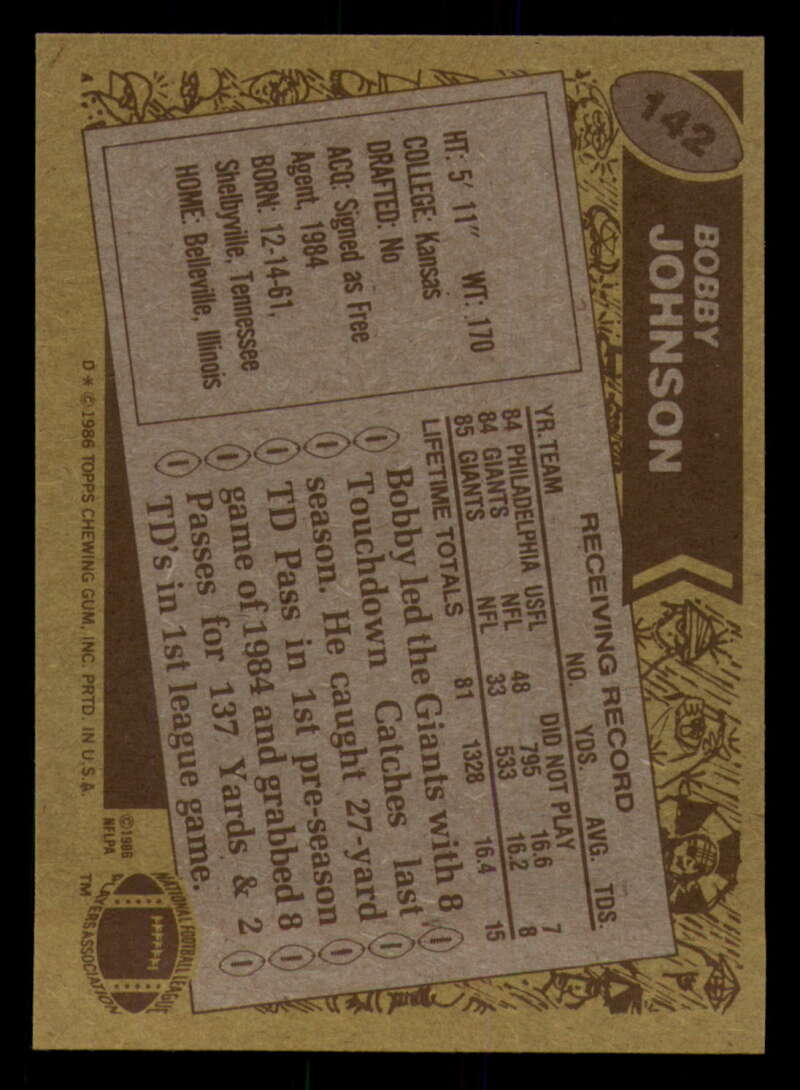 142
BOBBY
JOHNSON
HT: 5' 11" WT: 170
COLLEGE: Kansas
DRAFTED: No
ACQ: Signed as Free
Agent, 1984
BORN: 12-14-61,
Shelbyville, Tennessee
HOME: Belleville, Illinois
RECEIVING RECORD
YR. TEAM NO. YDS. AVG. TDS.
84 PHILADELPHIA USFL DID NOT PLAY
84 GIANTS NFL 48 795 16.6 7
85 GIANTS NFL 33 533 16.2 8
LIFETIME TOTALS 81 1328 16.4 15
Bobby led the Giants with 8
Touchdown Catches last
season. He caught 27-yard
TD Pass in 1st pre-season
game of 1984 and grabbed 8
Passes for 137 Yards & 2
TD's in 1st league game.
D * © 1986 TOPPS CHEWING GUM, INC. PRTD. IN U.S.A.
© 1986
NFLPA
NATIONAL FOOTBALL LEAGUE
PLAYERS ASSOCIATION
TM